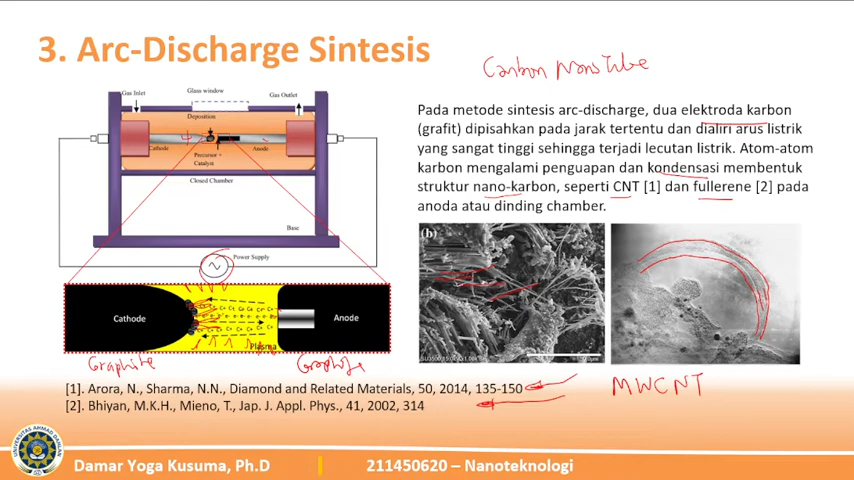 3. Arc-Discharge Sintesis
Carbon NanoTube
Gas Inlet
Glass window
Gas Outlet
Deposition
Cathode
Anode
Precursor +
Catalyst
Closed Chamber
Base
Power Supply
Pada metode sintesis arc-discharge, dua elektroda karbon
(grafit) dipisahkan pada jarak tertentu dan dialiri arus listrik
yang sangat tinggi sehingga terjadi lecutan listrik. Atom-atom
karbon mengalami penguapan dan kondensasi membentuk
struktur nano-karbon, seperti CNT [1] dan fullerene [2] pada
anoda atau dinding chamber.
(b)
Cathode
Anode
Plasma
Graphite
Graphite
MWCNT
[1]. Arora, N., Sharma, N.N., Diamond and Related Materials, 50, 2014, 135-150
[2]. Bhiyan, M.K.H., Mieno, T., Jap. J. Appl. Phys., 41, 2002, 314
UNIVERSITAS AHMAD DAHLAN
Damar Yoga Kusuma, Ph.D
211450620 – Nanoteknologi